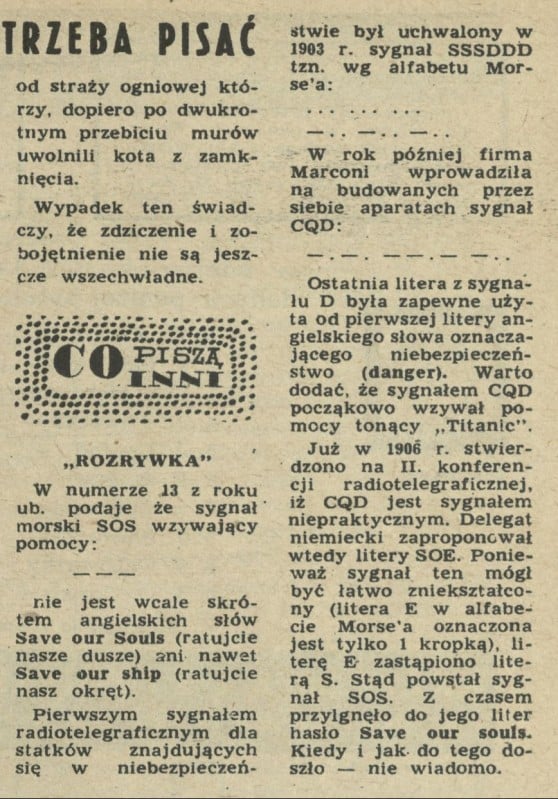 TRZEBA PISAĆ
od straży ogniowej któ-
rzy, dopiero po dwukro-
tnym przebiciu murów
uwolnili kota z zamk-
nięcia.
Wypadek ten świad-
czy, że zdziczenie i zo-
bojętnienie nie są jesz-
cze wszechwładne.
CO PISZĄ
INNI
„ROZRYWKA”
W numerze 13 z roku
ub. podaje że sygnał
morski SOS wzywający
pomocy:
— — —
nie jest wcale skró-
tem angielskich słów
Save our Souls (ratujcie
nasze dusze) ani nawet
Save our ship (ratujcie
nasz okręt).
Pierwszym sygnałem
radiotelegraficznym dla
statków znajdujących
się w niebezpieczeń-
stwie był uchwalony w
1903 r. sygnał SSSDDD
tzn. wg alfabetu Mor-
se'a:
. . . . . . . . .
— . . — . . — . .
W rok później firma
Marconi wprowadziła
na budowanych przez
siebie aparatach sygnał
CQD:
— . — . — — . — — . .
Ostatnia litera z sygna-
łu D była zapewne uży-
ta od pierwszej litery an-
gielskiego słowa oznacza-
jącego niebezpieczeń-
stwo (danger). Warto
dodać, że sygnałem CQD
począkowo wzywał po-
mocy tonący „Titanic”.
Już w 1906 r. stwier-
dzono na II. konferen-
cji radiotelegraficznej,
iż CQD jest sygnałem
niepraktycznym. Delegat
niemiecki zaproponował
wtedy litery SOE. Ponie-
waż sygnał ten mógł
być łatwo zniekształco-
ny (litera E w alfabe-
cie Morse'a oznaczona
jest tylko 1 kropką), li-
terę E zastąpiono lite-
rą S. Stąd powstał syg-
nał SOS. Z czasem
przylgnęło do jego liter
hasło Save our souls.
Kiedy i jak do tego do-
szło — nie wiadomo.